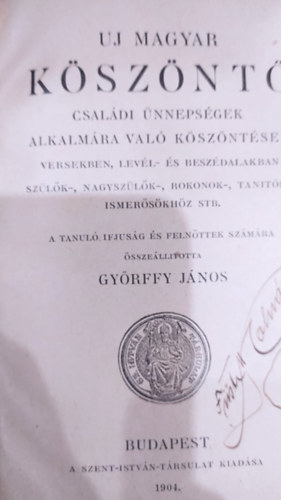 UJ MAGYAR
KÖSZÖNTŐ
CSALÁDI ÜNNEPSÉGEK
ALKALMÁRA VALÓ KÖSZÖNTÉSE
VERSEKBEN, LEVÉL- ÉS BESZÉDALAKBAN
SZÜLŐK-, NAGYSZÜLŐK-, ROKONOK-, TANÍTÓ
ISMERŐSÖKHÖZ STB.
A TANULÓ IFJUSÁG ÉS FELNŐTTEK SZÁMÁRA
ÖSSZEÁLLITOTTA
GYŐRFFY JÁNOS
BUDAPEST
A SZENT-ISTVÁN-TÁRSULAT KIADÁSA
1904.